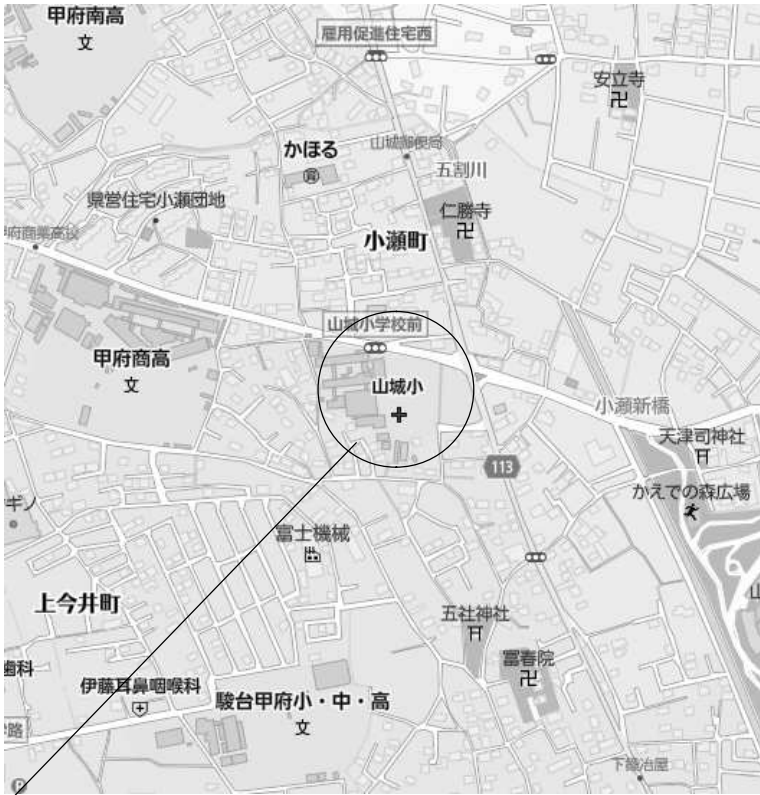 甲府南高
文
雇用促進住宅西
安立寺
卍
かほる
山城郵便局
五割川
県営住宅小瀬団地
仁勝寺
卍
甲府商業高校
小瀬町
山城小学校前
甲府商高
文
山城小
小瀬新橋
天津司神社
113
かえでの森広場
ギノ
富士機械
山
上今井町
五社神社
冨春院
卍
歯科
伊藤耳鼻咽喉科
駿台甲府小・中・高
文
路
下鍛冶屋
P